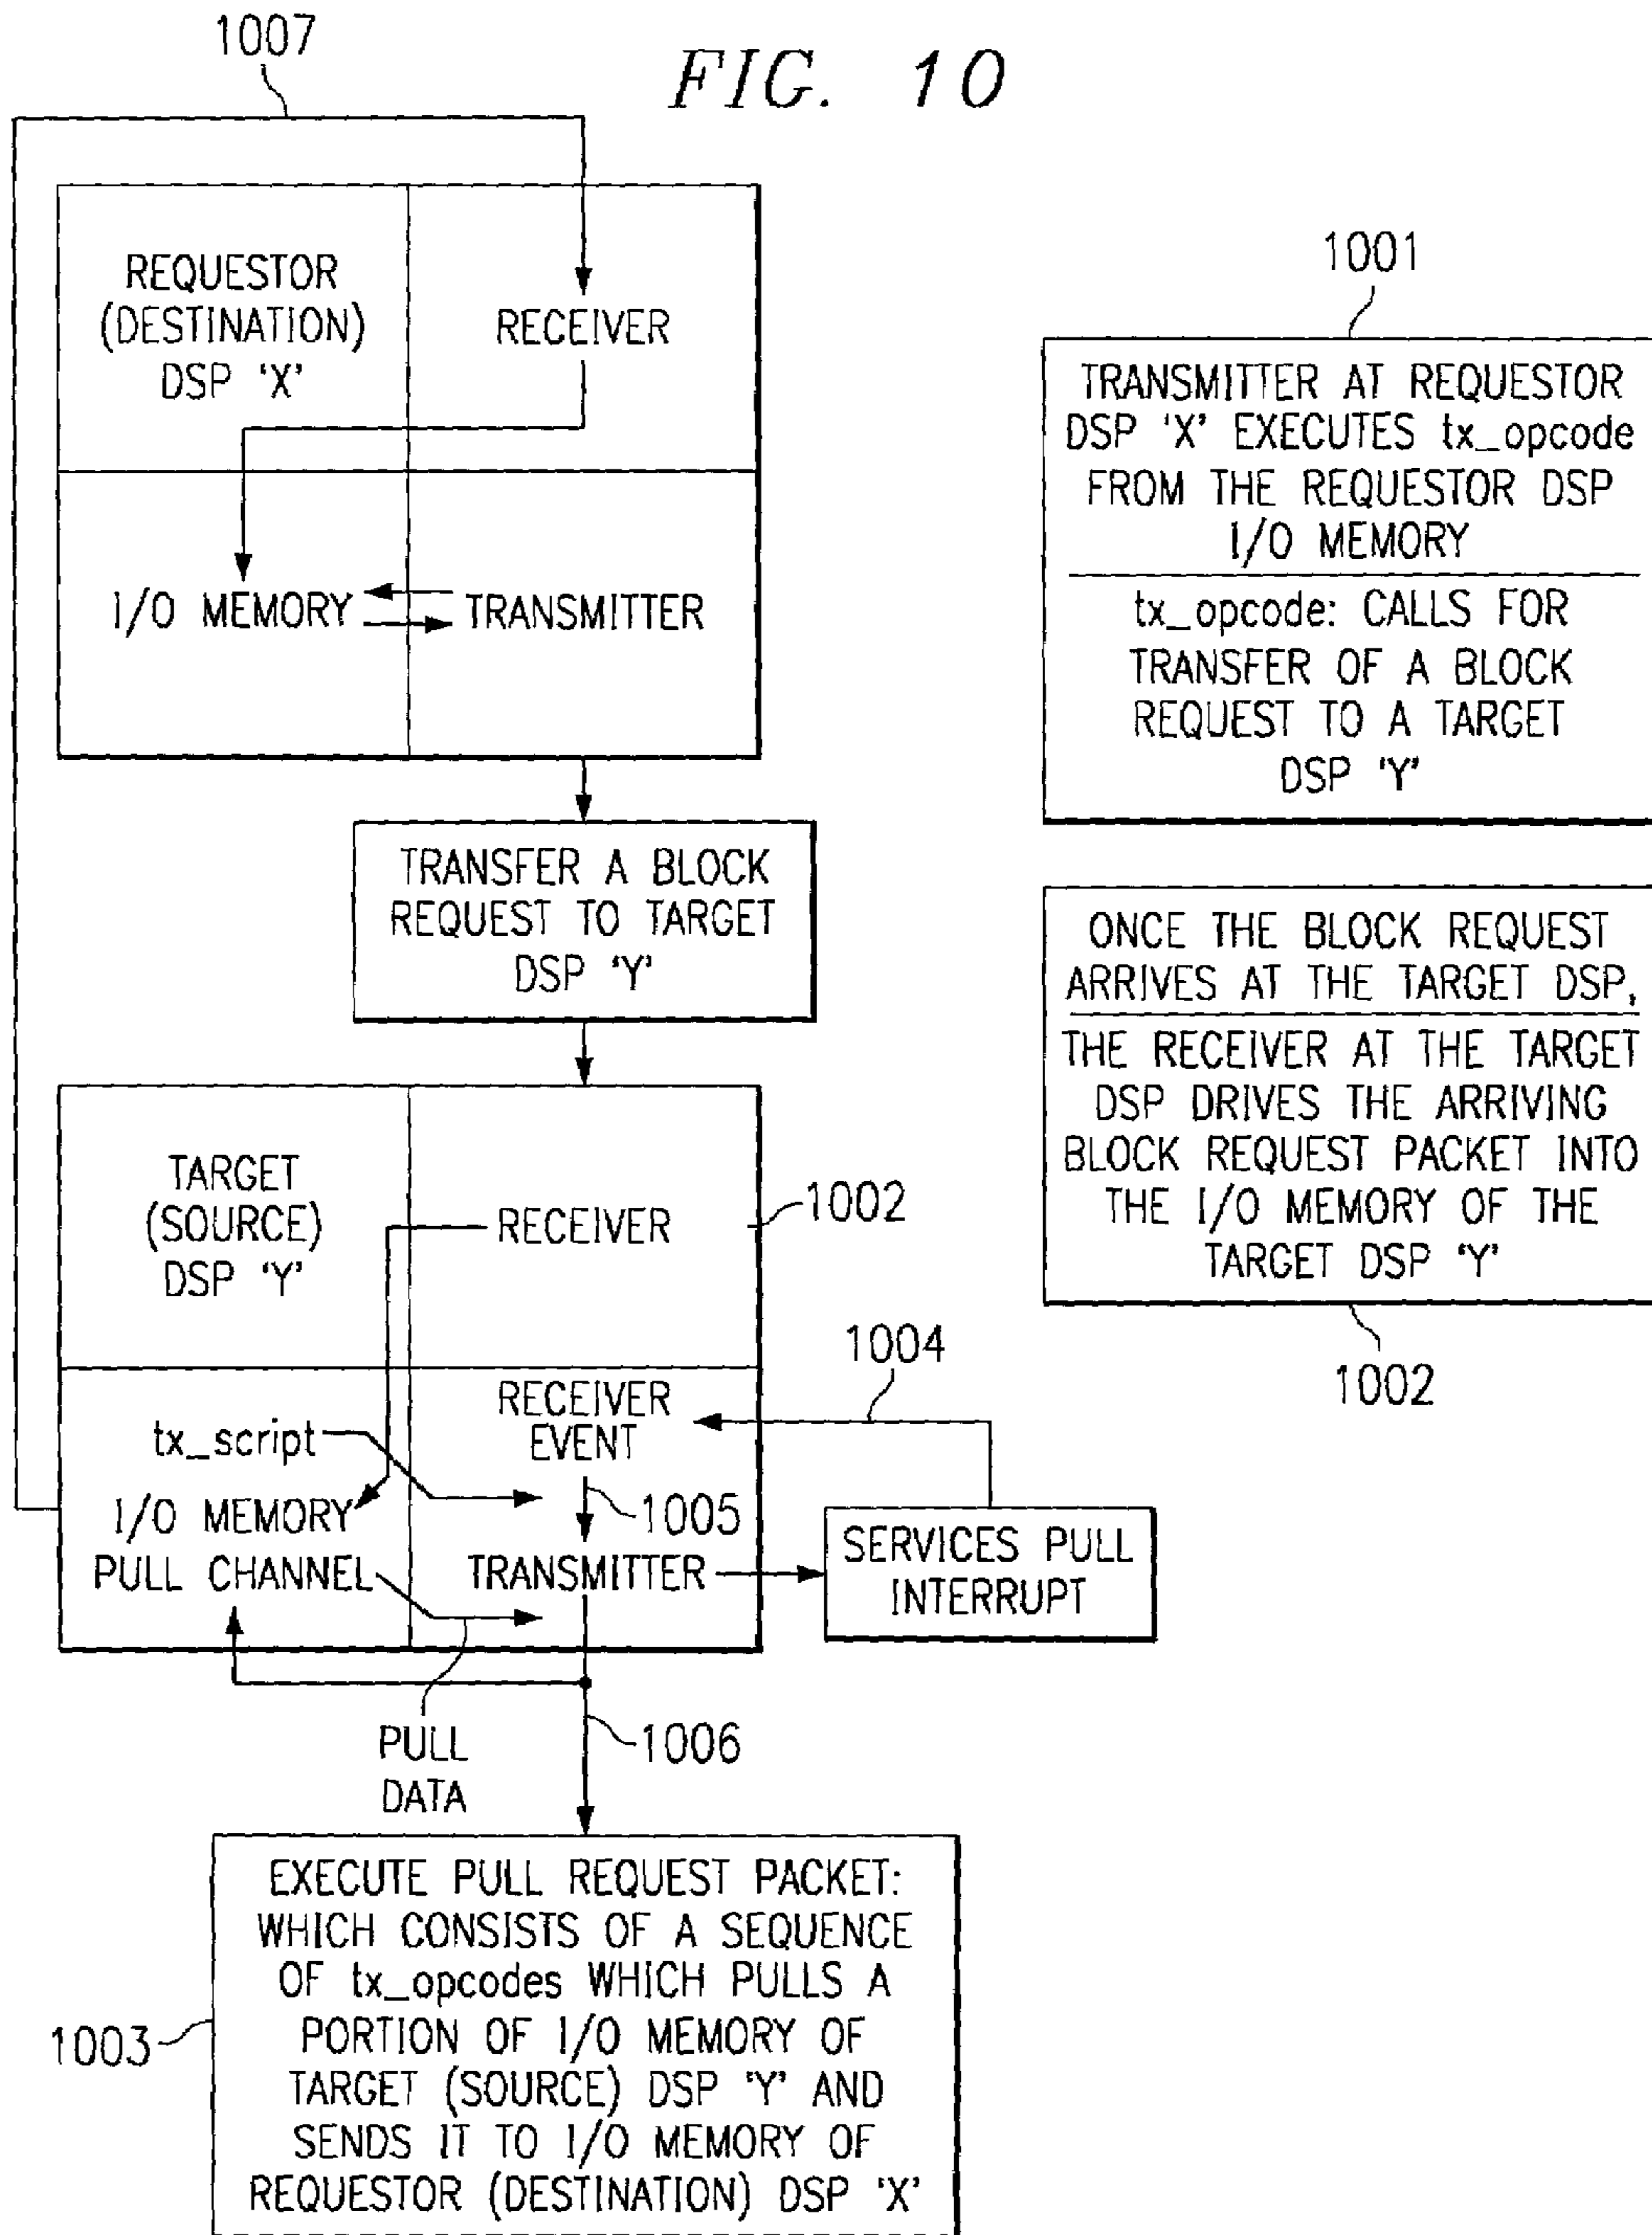 1007
FIG. 10
REQUESTOR
(DESTINATION)
DSP 'X'
RECEIVER
I/O MEMORY
TRANSMITTER
1001
TRANSMITTER AT REQUESTOR
DSP 'X' EXECUTES tx_opcode
FROM THE REQUESTOR DSP
I/O MEMORY
tx_opcode: CALLS FOR
TRANSFER OF A BLOCK
REQUEST TO A TARGET
DSP 'Y'
TRANSFER A BLOCK
REQUEST TO TARGET
DSP 'Y'
ONCE THE BLOCK REQUEST
ARRIVES AT THE TARGET DSP,
THE RECEIVER AT THE TARGET
DSP DRIVES THE ARRIVING
BLOCK REQUEST PACKET INTO
THE I/O MEMORY OF THE
TARGET DSP 'Y'
1002
TARGET
(SOURCE)
DSP 'Y'
RECEIVER
1002
1004
RECEIVER
EVENT
tx_script
1005
I/O MEMORY
PULL CHANNEL
TRANSMITTER
SERVICES PULL
INTERRUPT
PULL
DATA
1006
EXECUTE PULL REQUEST PACKET:
WHICH CONSISTS OF A SEQUENCE
OF tx_opcodes WHICH PULLS A
PORTION OF I/O MEMORY OF
TARGET (SOURCE) DSP 'Y' AND
SENDS IT TO I/O MEMORY OF
REQUESTOR (DESTINATION) DSP 'X'
1003